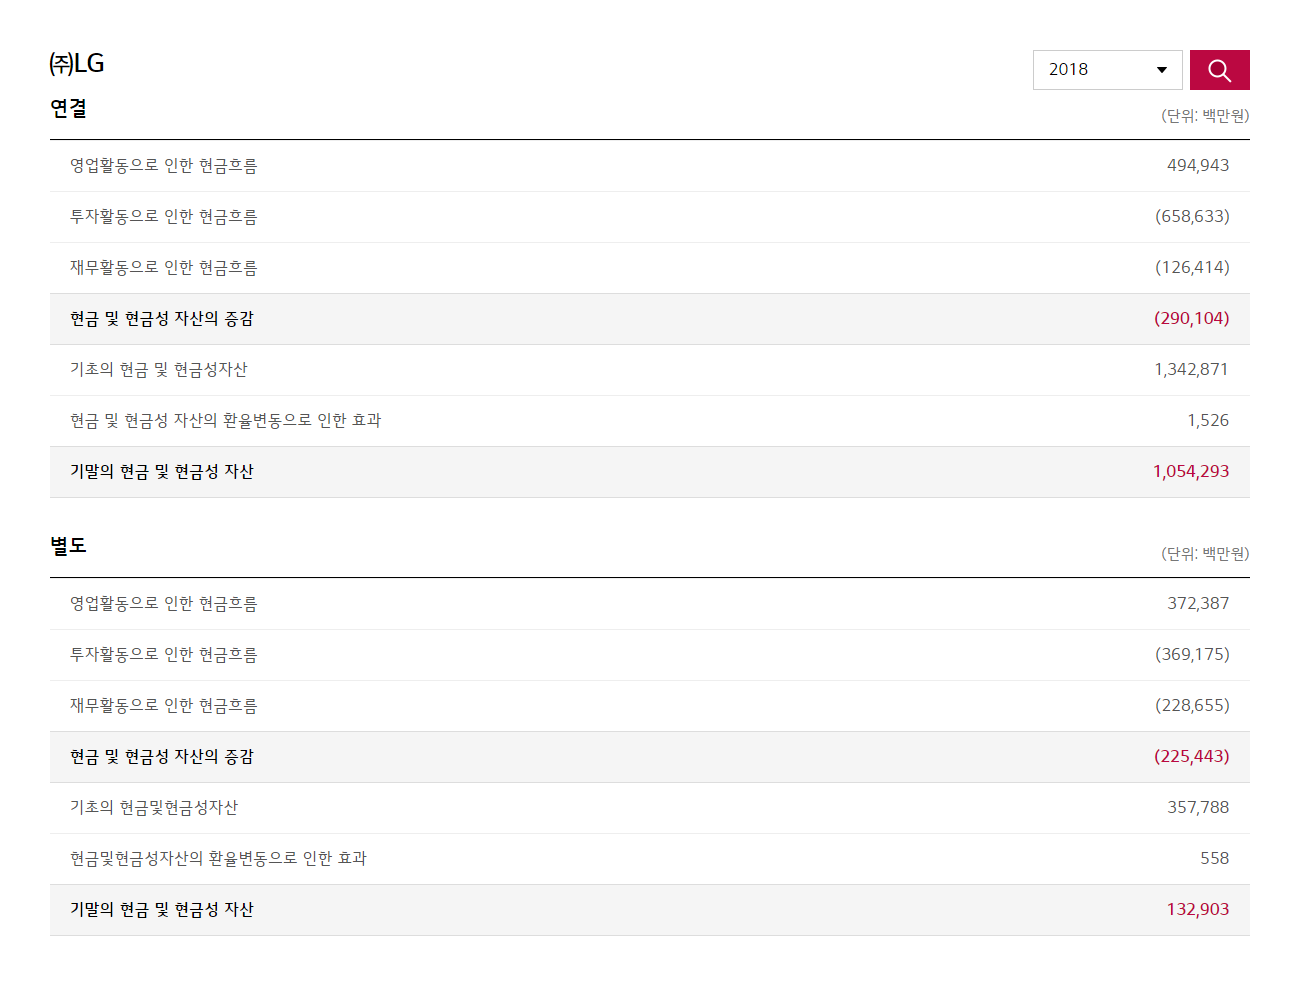 ㈜LG
2018
연결
(단위: 백만원)
영업활동으로 인한 현금흐름 494,943
투자활동으로 인한 현금흐름 (658,633)
재무활동으로 인한 현금흐름 (126,414)
현금 및 현금성 자산의 증감 (290,104)
기초의 현금 및 현금성자산 1,342,871
현금 및 현금성 자산의 환율변동으로 인한 효과 1,526
기말의 현금 및 현금성 자산 1,054,293
별도
(단위: 백만원)
영업활동으로 인한 현금흐름 372,387
투자활동으로 인한 현금흐름 (369,175)
재무활동으로 인한 현금흐름 (228,655)
현금 및 현금성 자산의 증감 (225,443)
기초의 현금및현금성자산 357,788
현금및현금성자산의 환율변동으로 인한 효과 558
기말의 현금 및 현금성 자산 132,903